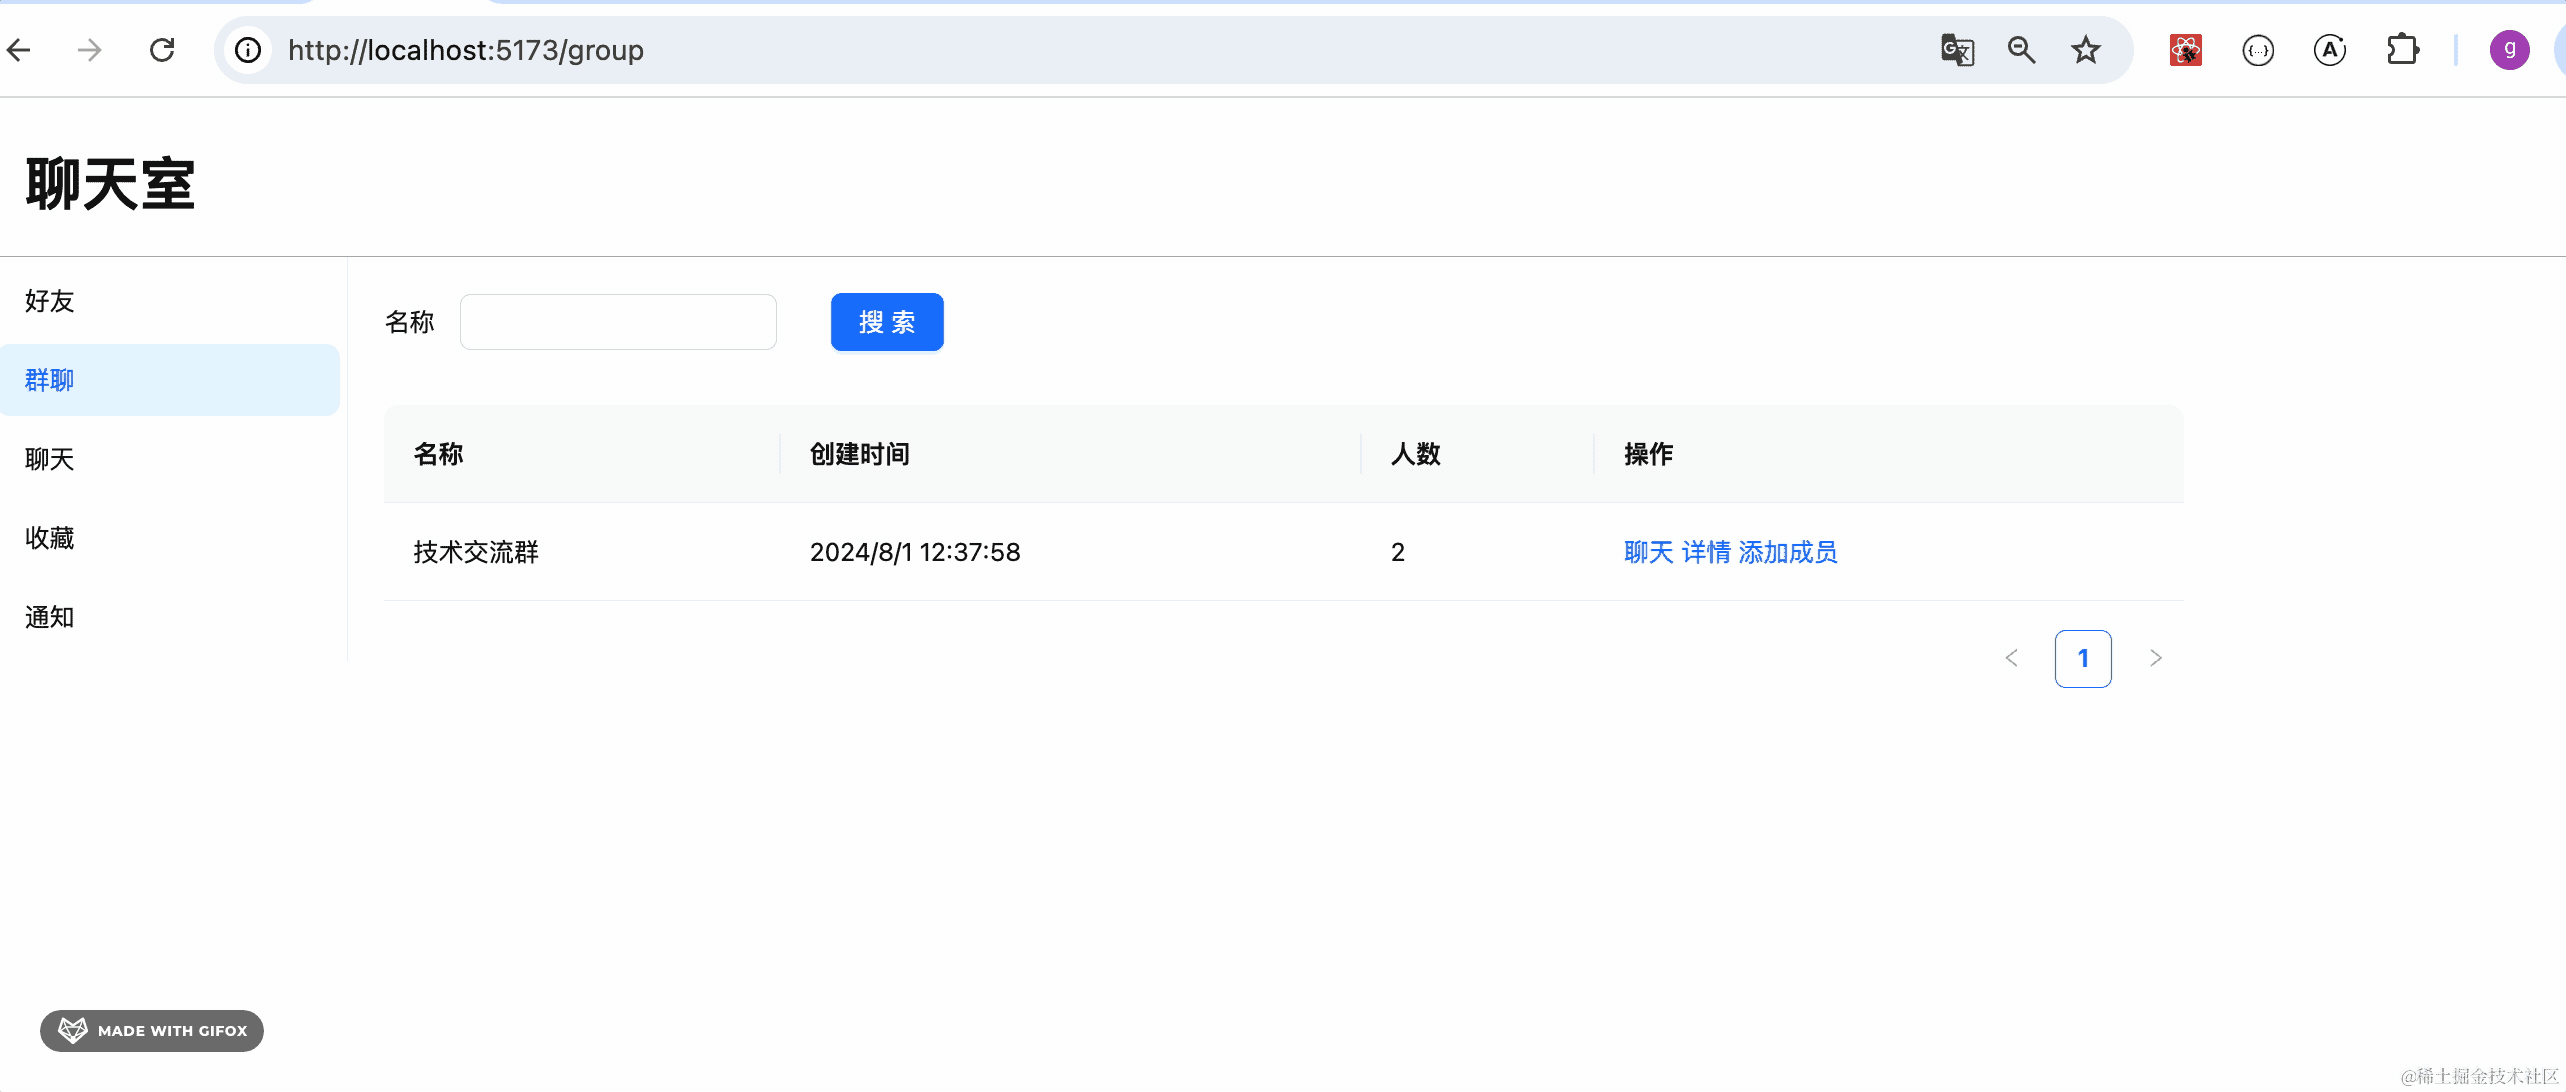 http://localhost:5173/group
g
聊天室
好友
群聊
聊天
收藏
通知
名称
搜 索
名称 创建时间 人数 操作
技术交流群 2024/8/1 12:37:58 2 聊天 详情 添加成员
1
MADE WITH GIFOX
@稀土掘金技术社区